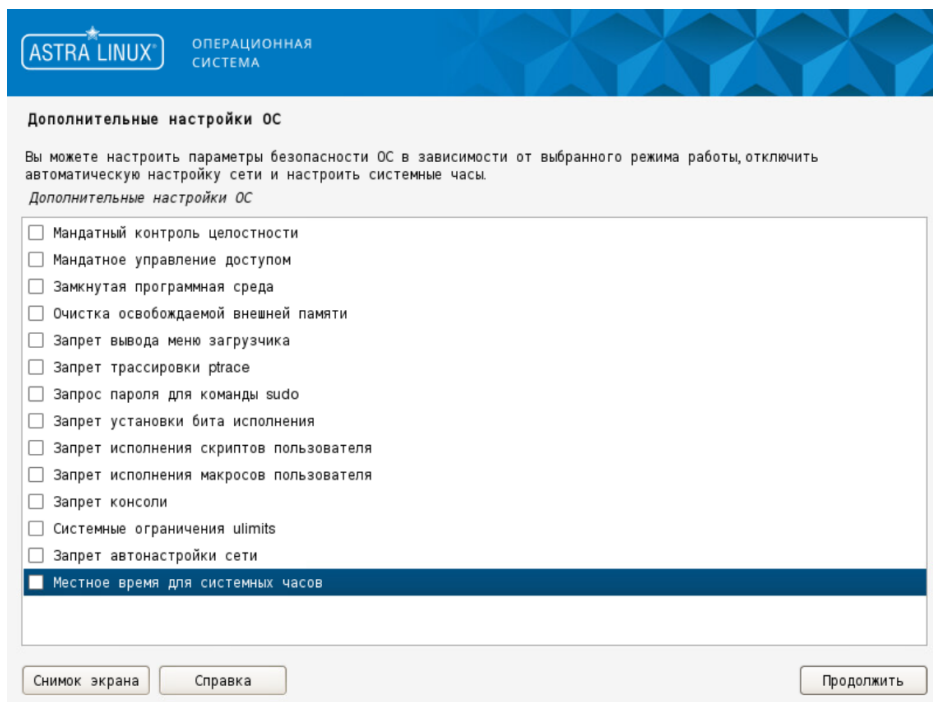 ASTRA LINUX®
ОПЕРАЦИОННАЯ
СИСТЕМА
Дополнительные настройки ОС
Вы можете настроить параметры безопасности ОС в зависимости от выбранного режима работы, отключить
автоматическую настройку сети и настроить системные часы.
Дополнительные настройки ОС
Мандатный контроль целостности
Мандатное управление доступом
Замкнутая программная среда
Очистка освобождаемой внешней памяти
Запрет вывода меню загрузчика
Запрет трассировки ptrace
Запрос пароля для команды sudo
Запрет установки бита исполнения
Запрет исполнения скриптов пользователя
Запрет исполнения макросов пользователя
Запрет консоли
Системные ограничения ulimits
Запрет автонастройки сети
Местное время для системных часов
Снимок экрана
Справка
Продолжить